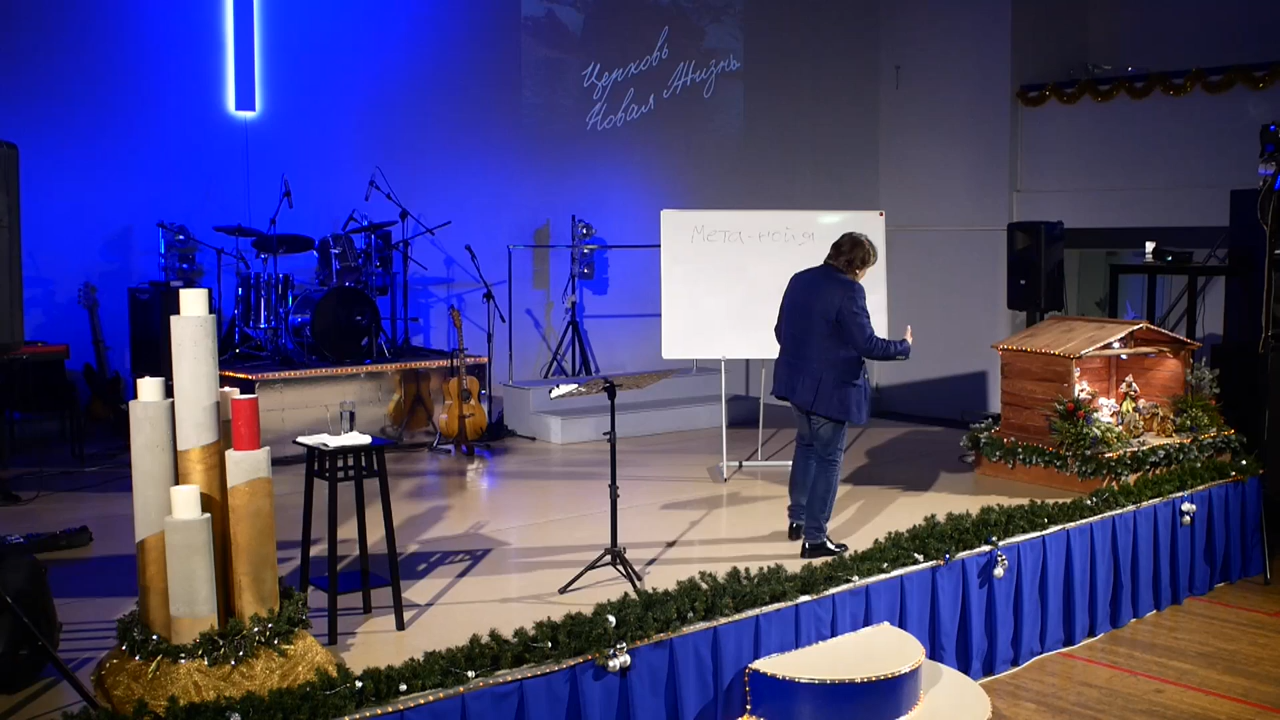 Церковь
Новая Жизнь
Мета-нойя